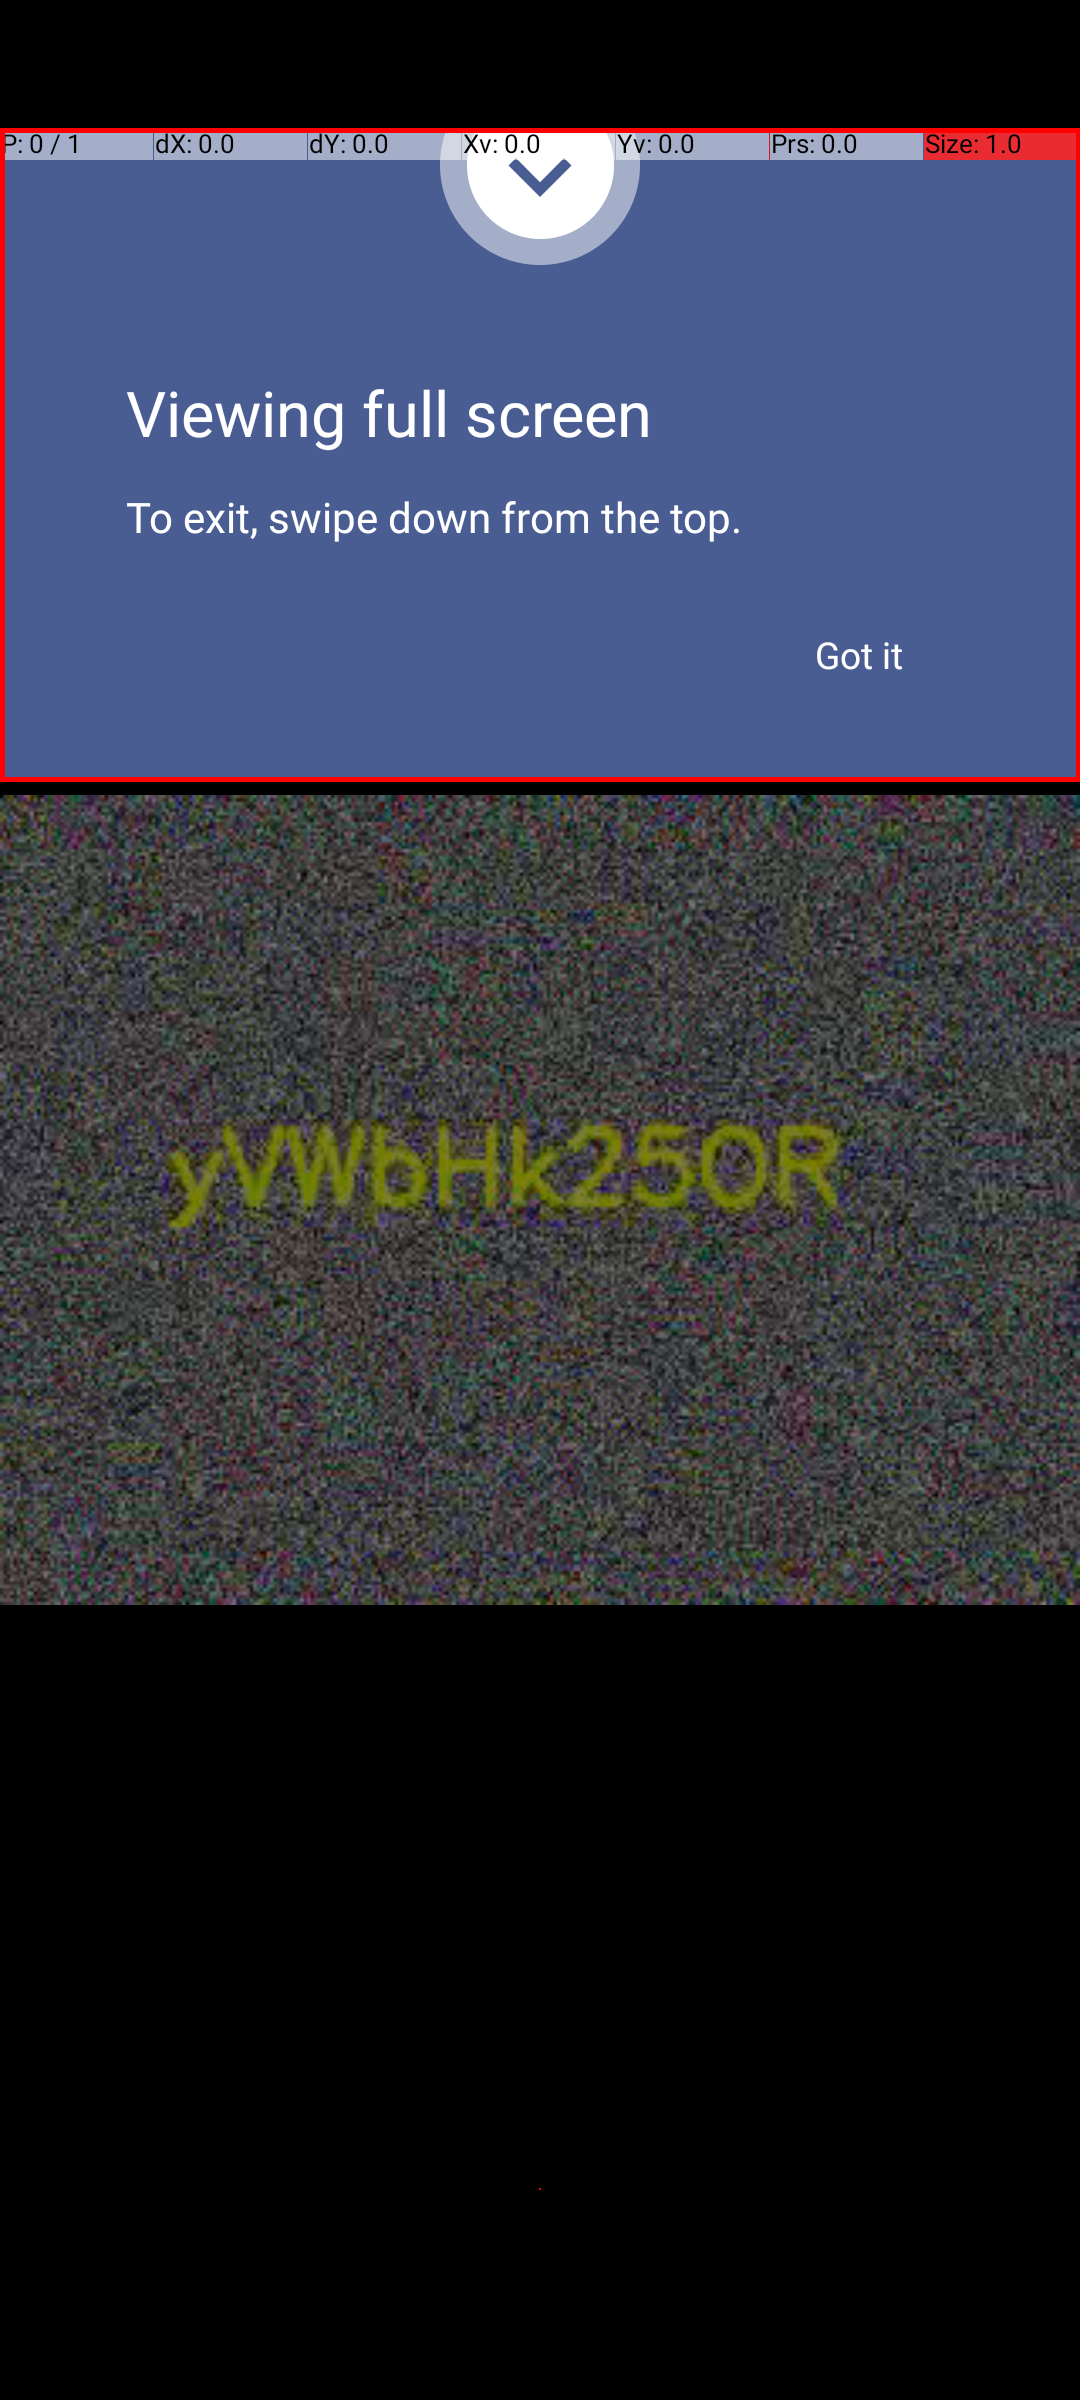 P: 0 / 1 dX: 0.0 dY: 0.0 Xv: 0.0 Yv: 0.0 Prs: 0.0 Size: 1.0
Viewing full screen
To exit, swipe down from the top.
Got it
yVWbHk250R